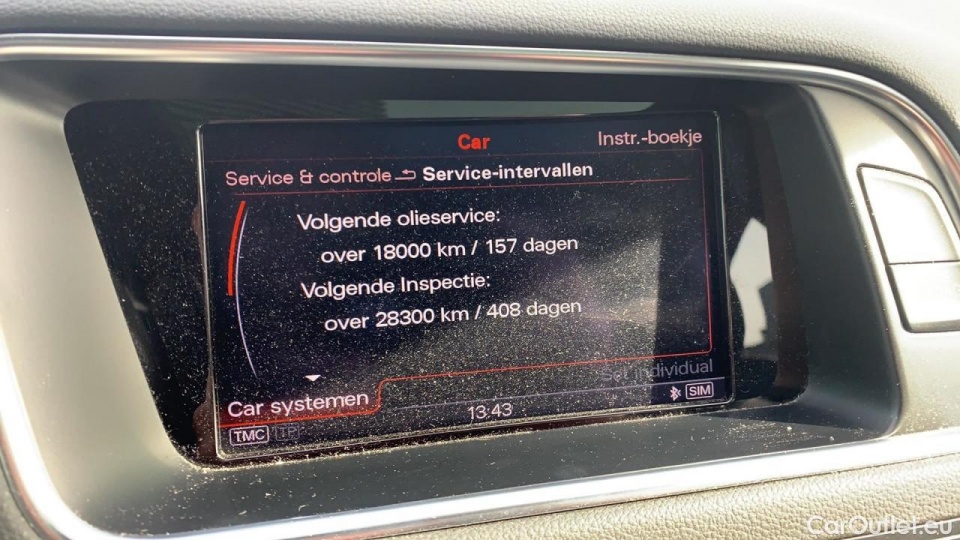 Car
Instr.-boekje
Service & controle Service-intervallen
Volgende olieservice:
over 18000 km / 157 dagen
Volgende Inspectie:
over 28300 km / 408 dagen
Set individual
Car systemen
13:43
SIM
TMC TP
CarOutlet.eu